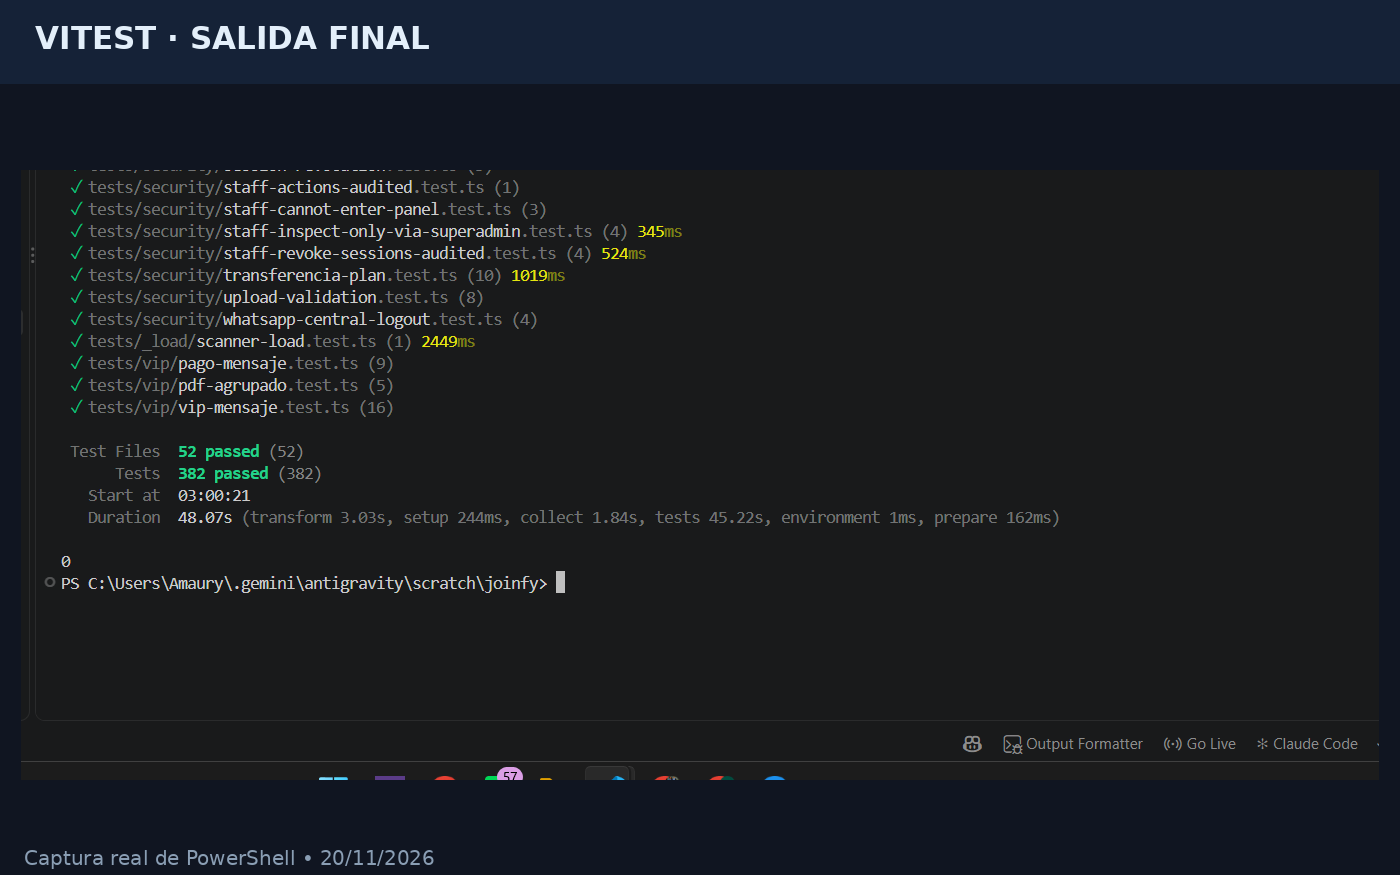 VITEST · SALIDA FINAL
✓ tests/security/staff-actions-audited.test.ts (1)
✓ tests/security/staff-cannot-enter-panel.test.ts (3)
✓ tests/security/staff-inspect-only-via-superadmin.test.ts (4) 345ms
✓ tests/security/staff-revoke-sessions-audited.test.ts (4) 524ms
✓ tests/security/transferencia-plan.test.ts (10) 1019ms
✓ tests/security/upload-validation.test.ts (8)
✓ tests/security/whatsapp-central-logout.test.ts (4)
✓ tests/_load/scanner-load.test.ts (1) 2449ms
✓ tests/vip/pago-mensaje.test.ts (9)
✓ tests/vip/pdf-agrupado.test.ts (5)
✓ tests/vip/vip-mensaje.test.ts (16)
Test Files 52 passed (52)
Tests 382 passed (382)
Start at 03:00:21
Duration 48.07s (transform 3.03s, setup 244ms, collect 1.84s, tests 45.22s, environment 1ms, prepare 162ms)
0
PS C:\Users\Amaury\.gemini\antigravity\scratch\joinfy>
Output Formatter Go Live Claude Code
57
Captura real de PowerShell • 20/11/2026